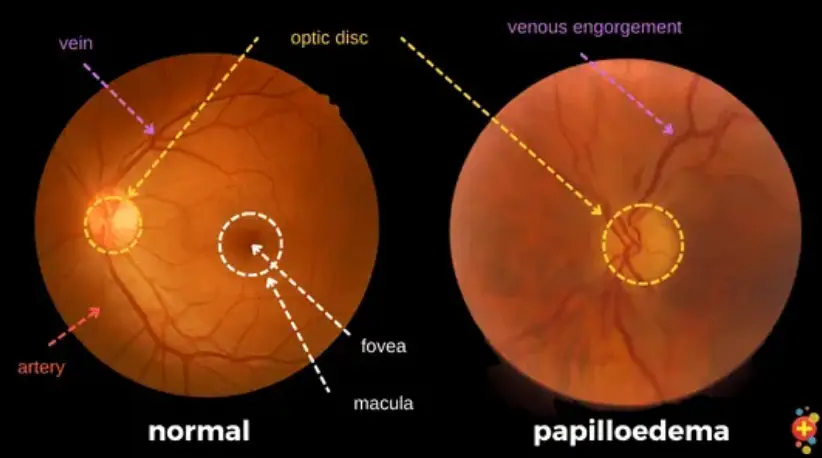 vein
optic disc
venous engorgement
artery
fovea
macula
normal
papilloedema